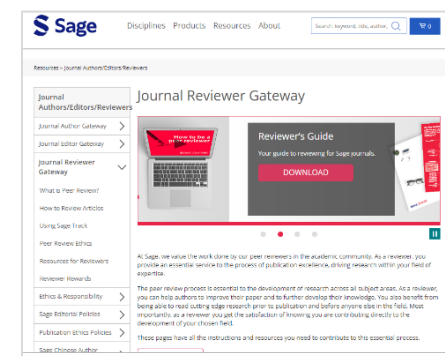 Sage
Disciplines Products Resources About
Search: keyword, title, author,
0
Resources > Journal Authors/Editors/Reviewers
Journal
Authors/Editors/Reviewers
Journal Author Gateway
Journal Editor Gateway
Journal Reviewer
Gateway
What is Peer Review?
How to Review Articles
Using Sage Track
Peer Review Ethics
Resources for Reviewers
Reviewer Rewards
Ethics & Responsibility
Sage Editorial Policies
Publication Ethics Policies
Sage Chinese Author
Journal Reviewer Gateway
How to be a
peer reviewer
Reviewer's Guide
Your guide to reviewing for Sage journals.
DOWNLOAD
At Sage, we value the work done by our peer reviewers in the academic community. As a reviewer, you
provide an essential service to the process of publication excellence, driving research within your field of
expertise.
The peer review process is essential to the development of research across all subject areas. As a reviewer,
you can help authors to improve their paper and to further develop their knowledge. You also benefit from
being able to read cutting edge research prior to publication and before anyone else in the field. Most
importantly, as a reviewer you get the satisfaction of knowing you are contributing directly to the
development of your chosen field.
These pages have all the instructions and resources you need to contribute to this essential process.